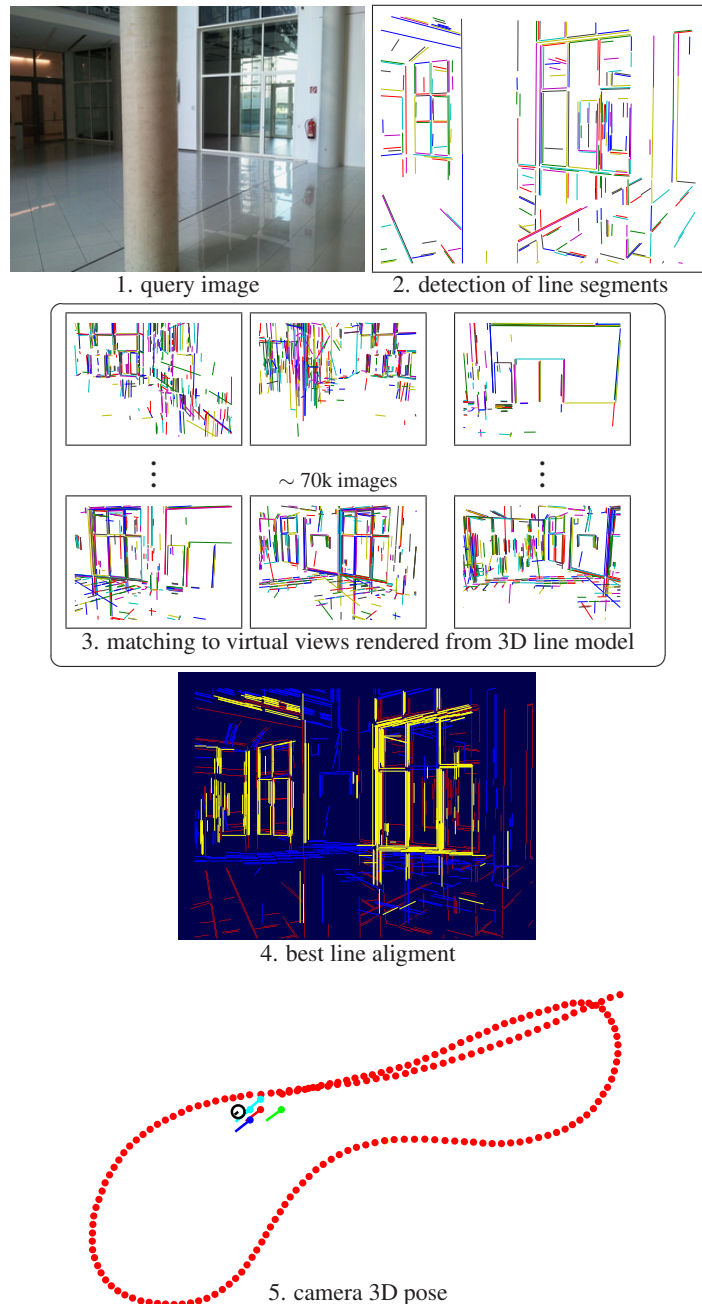 1. query image
2. detection of line segments
~ 70k images
3. matching to virtual views rendered from 3D line model
4. best line aligment
5. camera 3D pose